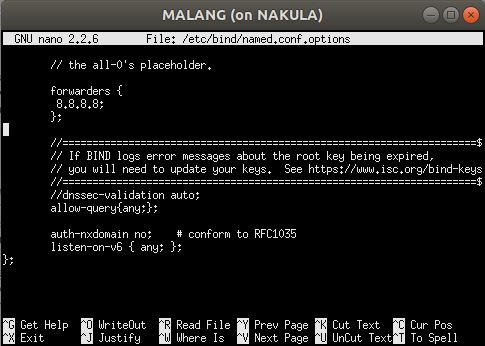 MALANG (on NAKULA)
GNU nano 2.2.6 File: /etc/bind/named.conf.options
// the all-0's placeholder.
forwarders {
8.8.8.8;
};
//========================================================================$
// If BIND logs error messages about the root key being expired,
// you will need to update your keys. See https://www.isc.org/bind-keys
//========================================================================$
//dnssec-validation auto;
allow-query{any;};
auth-nxdomain no; # conform to RFC1035
listen-on-v6 { any; };
};
^G Get Help ^O WriteOut ^R Read File ^Y Prev Page ^K Cut Text ^C Cur Pos
^X Exit ^J Justify ^W Where Is ^V Next Page ^U UnCut Text ^T To Spell